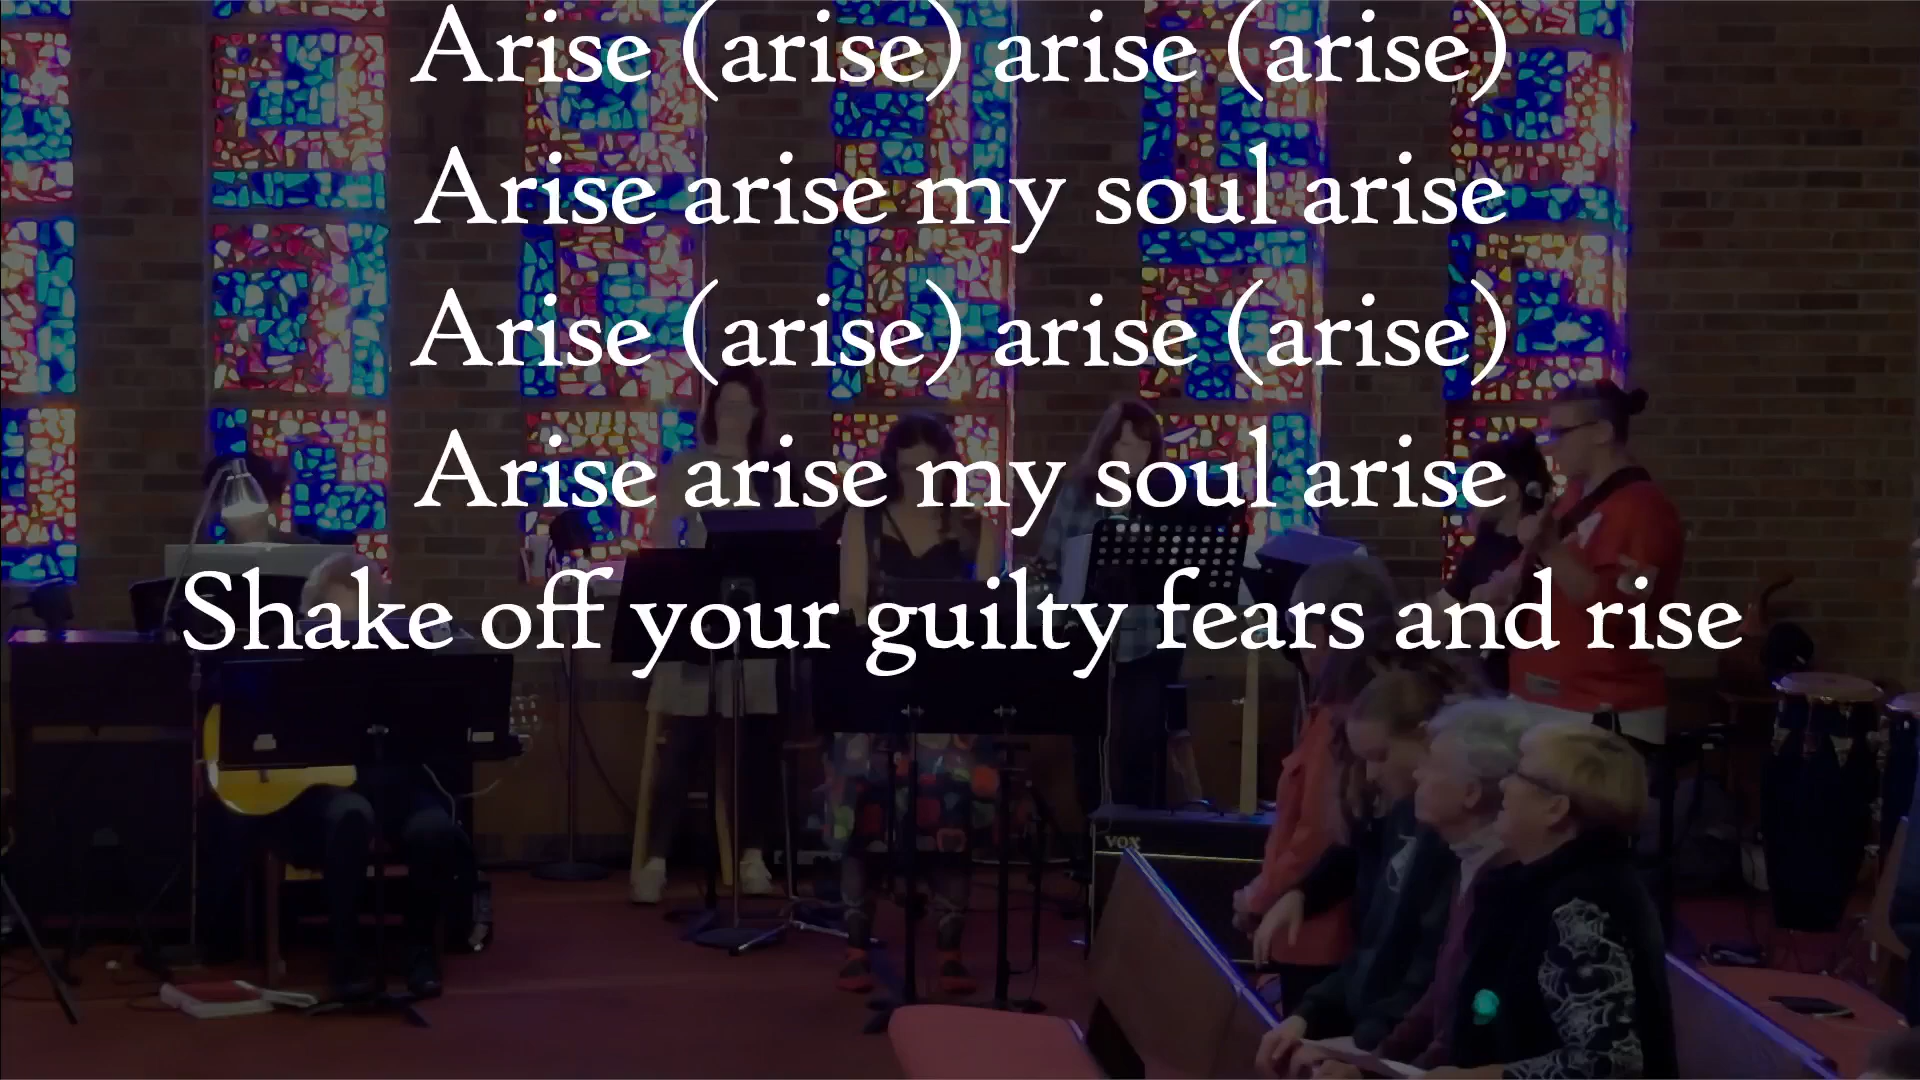 Arise (arise) arise (arise)
Arise arise my soul arise
Arise (arise) arise (arise)
Arise arise my soul arise
Shake off your guilty fears and rise
VOX